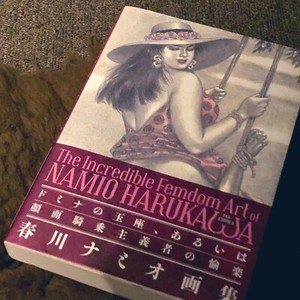 The Incredible Femdom Art of
NAMIO HARUKAWA
ドミナの玉座、あるいは
顔面騎乗主義者の愉楽
春川ナミオ画集